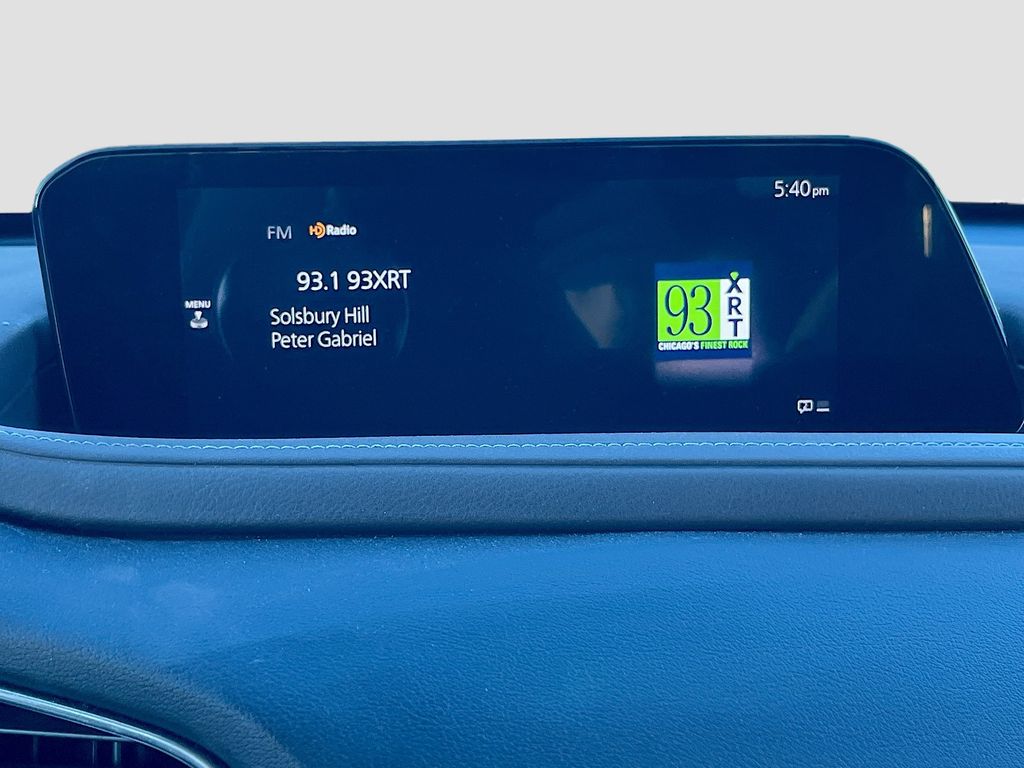 5:40pm
FM HD Radio
93.1 93XRT
MENU
Solsbury Hill
Peter Gabriel
93 XRT
CHICAGO'S FINEST ROCK